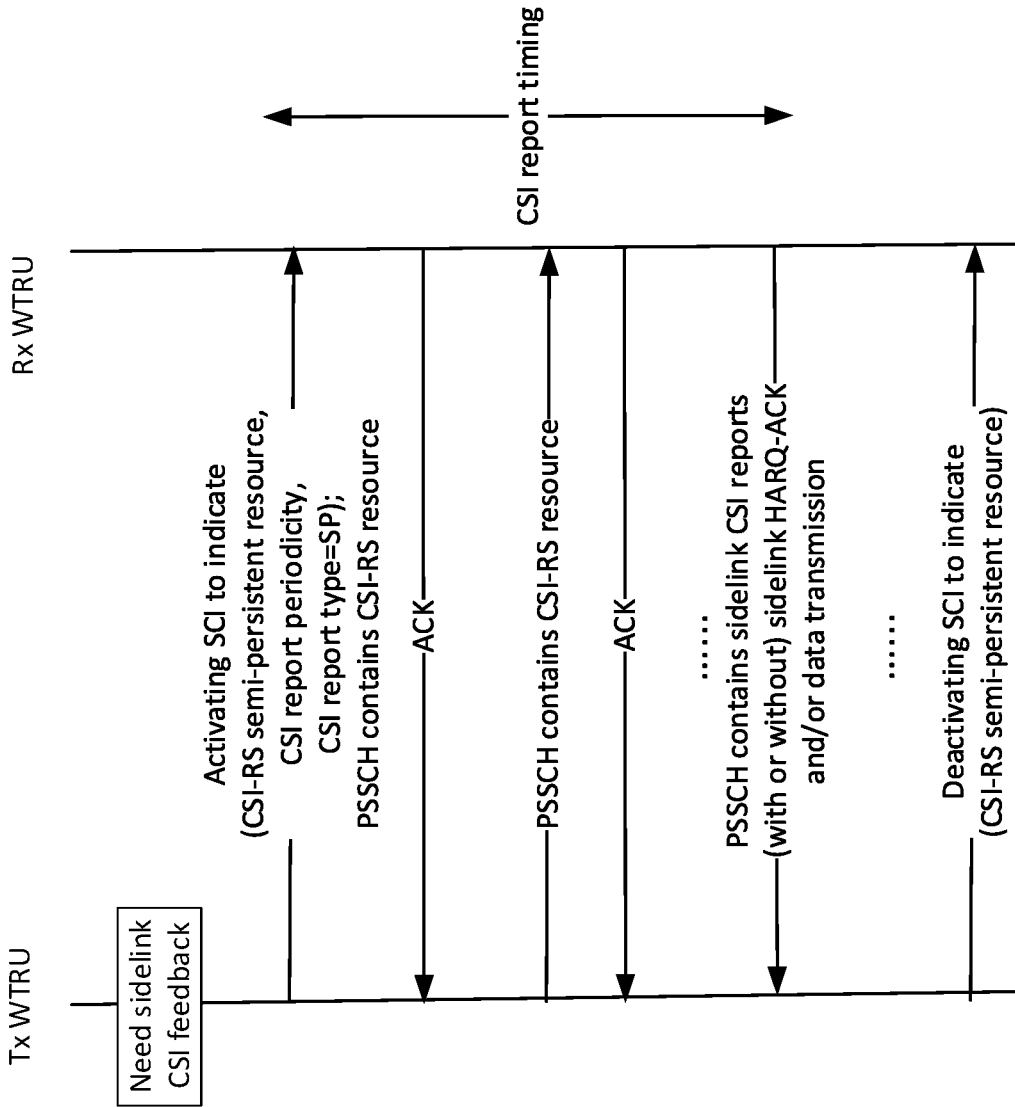 Tx WTRU
Rx WTRU
Need sidelink
CSI feedback
Activating SCI to indicate
(CSI-RS semi-persistent resource,
CSI report periodicity,
CSI report type=SP);
PSSCH contains CSI-RS resource
ACK
PSSCH contains CSI-RS resource
ACK
......
PSSCH contains sidelink CSI reports
(with or without) sidelink HARQ-ACK
and/or data transmission
......
Deactivating SCI to indicate
(CSI-RS semi-persistent resource)
CSI report timing